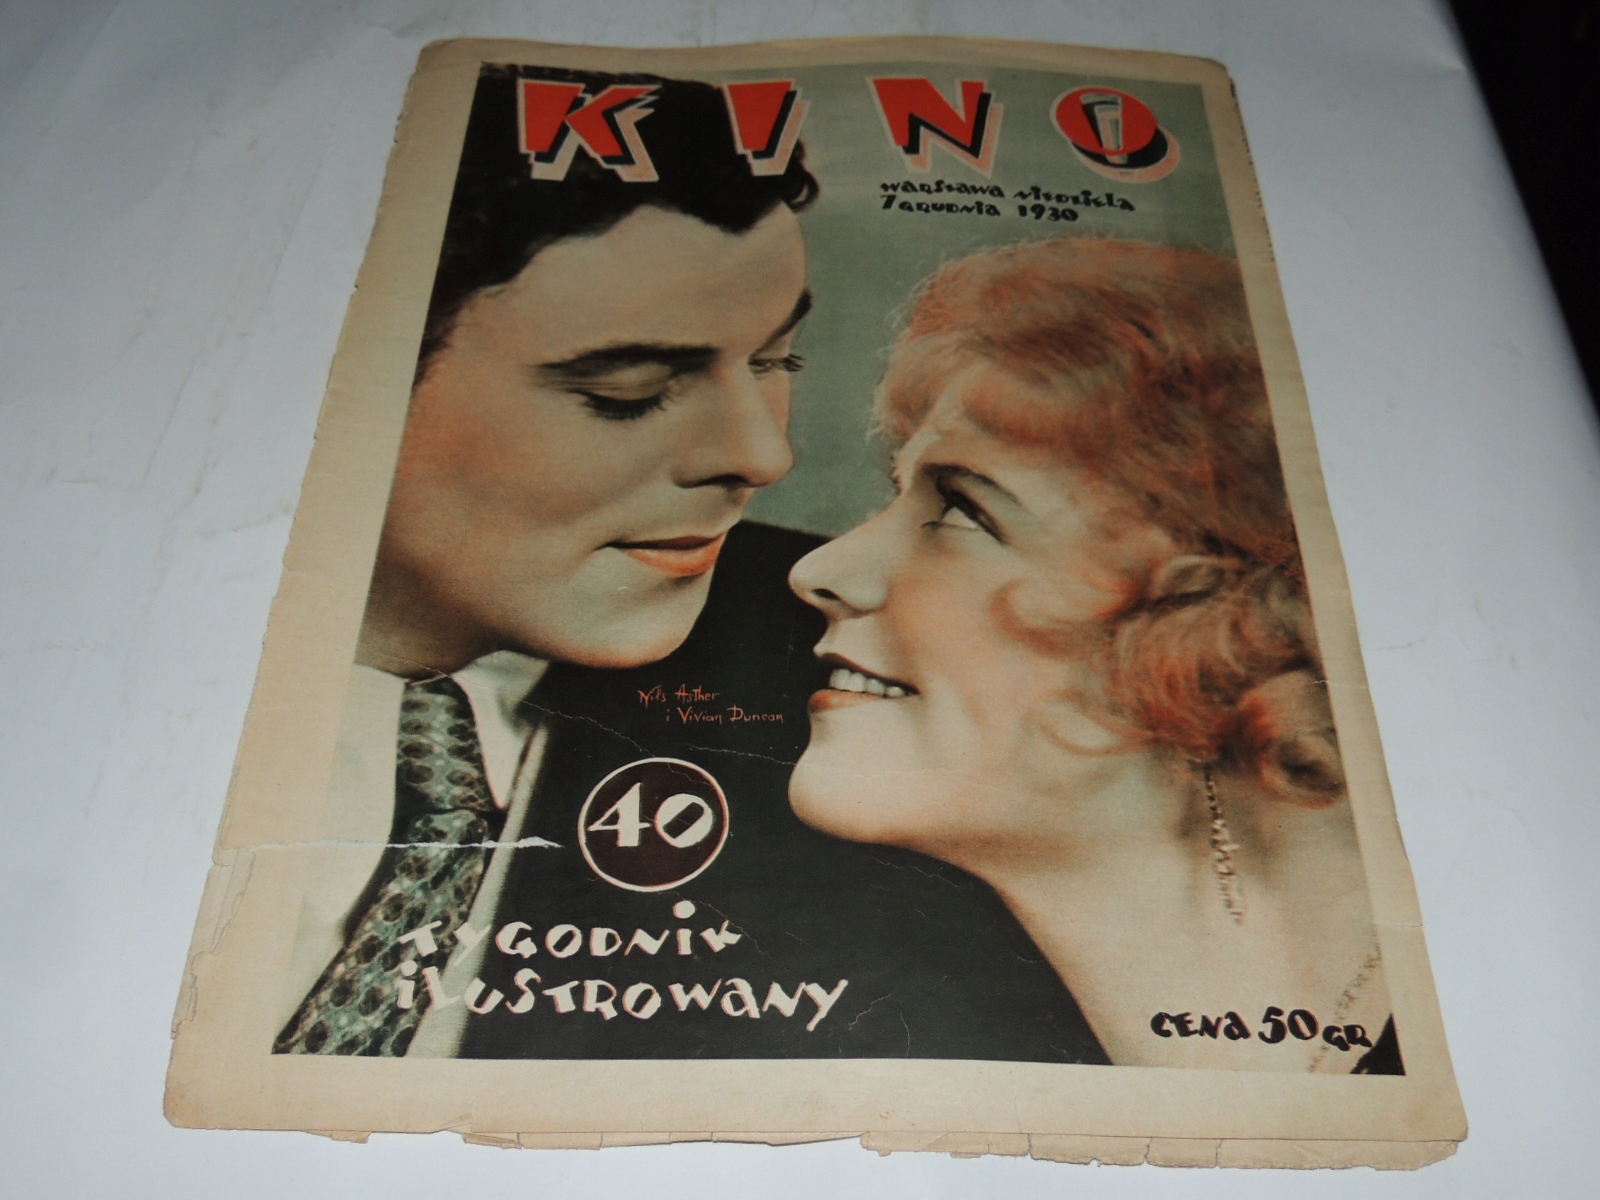 KINO
WARSZAWA NIEDZIELA
7 GRUDNIA 1930
Nils Asther
i Vivian Duncan
40
TYGODNIK
iLUSTROWANY
CENA 50 GR